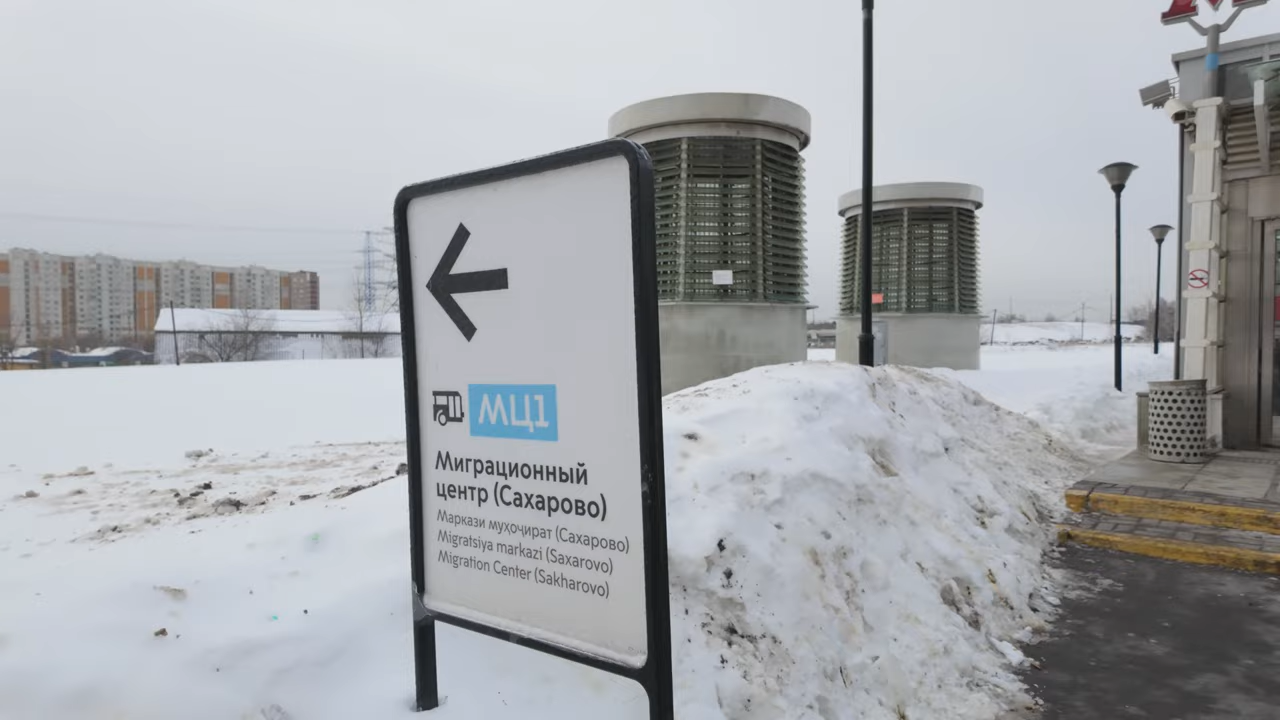 М
МЦ1
Миграционный
центр (Сахарово)
Маркази муҳоҷират (Сахарово)
Migratsiya markazi (Saxarovo)
Migration Center (Sakharovo)